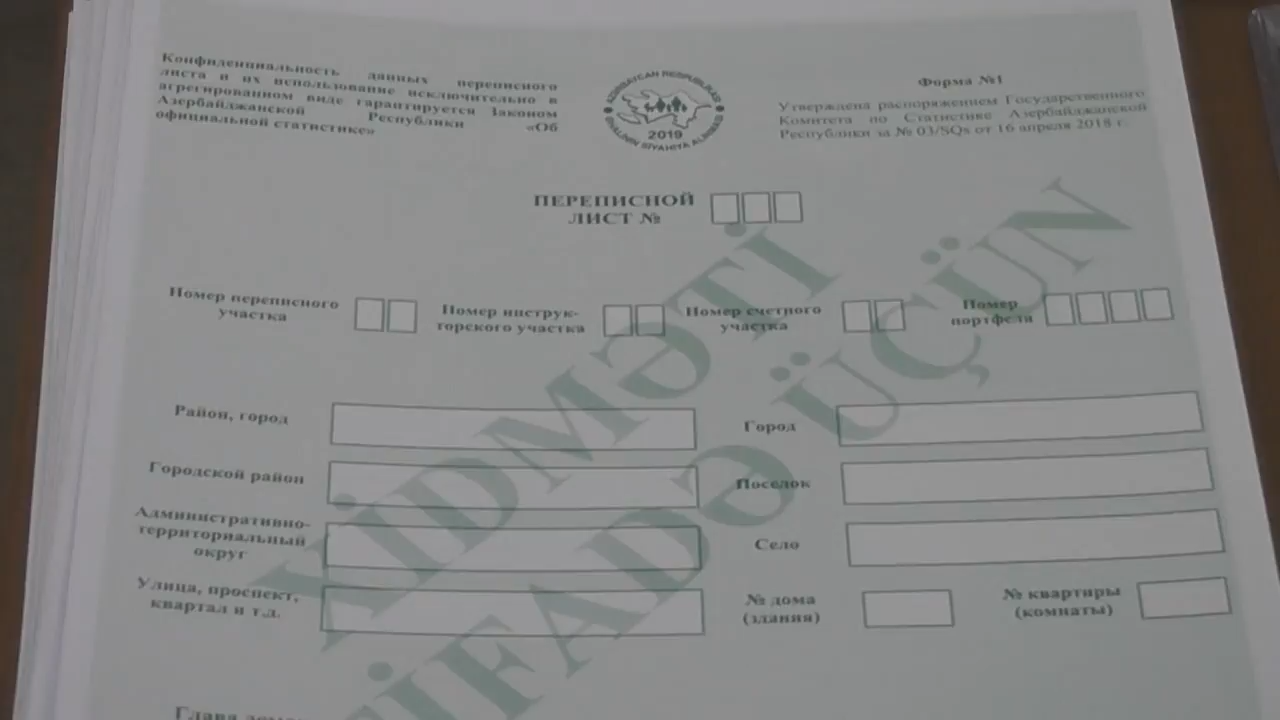 Конфиденциальность данных переписного
листа и их использование исключительно в
агрегированном виде гарантируется Законом
Азербайджанской Республики «Об
официальной статистике»
AZƏRBAYCAN RESPUBLİKASI
2019
ƏHALİNİN SİYAHIYA ALINMASI
Форма №1
Утверждена распоряжением Государственного
Комитета по Статистике Азербайджанской
Республики за № 03/SQs от 16 апреля 2018 г.
ПЕРЕПИСНОЙ
ЛИСТ №
Номер переписного
участка
Номер инструк-
торского участка
Номер счетного
участка
Номер
портфеля
Район, город
Город
Городской район
Поселок
Административно-
территориальный
округ
Село
Улица, проспект,
квартал и т.д.
№ дома
(здания)
№ квартиры
(комнаты)
XİDMƏTİ
İFADƏ ÜÇÜN
Глава